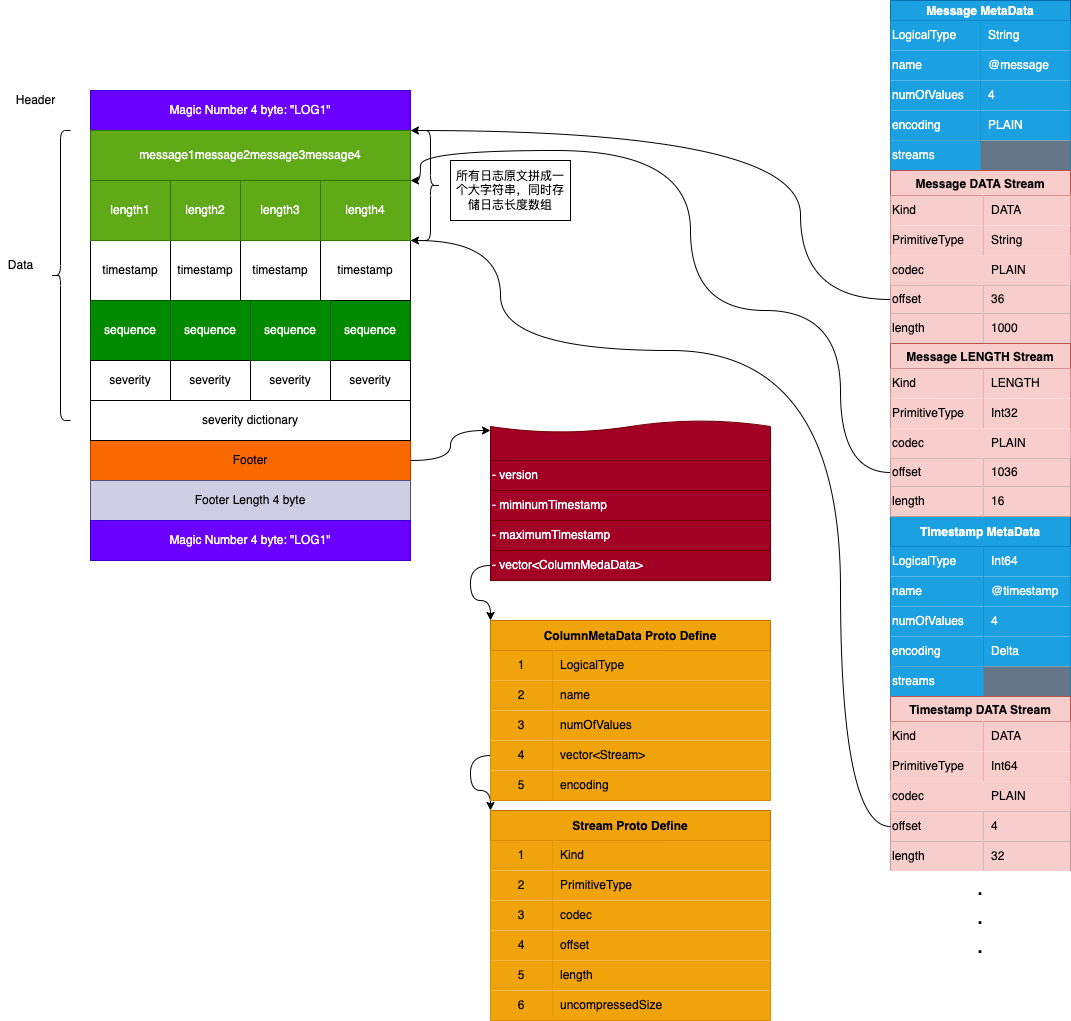 Header
Magic Number 4 byte: "LOG1"
message1message2message3message4
length1 length2 length3 length4
所有日志原文拼成一
个大字符串，同时存
储日志长度数组
Data
timestamp timestamp timestamp timestamp
sequence sequence sequence sequence
severity severity severity severity
severity dictionary
Footer
Footer Length 4 byte
Magic Number 4 byte: "LOG1"
- version
- miminumTimestamp
- maximumTimestamp
- vector<ColumnMedaData>
ColumnMetaData Proto Define
1 LogicalType
2 name
3 numOfValues
4 vector<Stream>
5 encoding
Stream Proto Define
1 Kind
2 PrimitiveType
3 codec
4 offset
5 length
6 uncompressedSize
Message MetaData
LogicalType String
name @message
numOfValues 4
encoding PLAIN
streams
Message DATA Stream
Kind DATA
PrimitiveType String
codec PLAIN
offset 36
length 1000
Message LENGTH Stream
Kind LENGTH
PrimitiveType Int32
codec PLAIN
offset 1036
length 16
Timestamp MetaData
LogicalType Int64
name @timestamp
numOfValues 4
encoding Delta
streams
Timestamp DATA Stream
Kind DATA
PrimitiveType Int64
codec PLAIN
offset 4
length 32
.
.
.